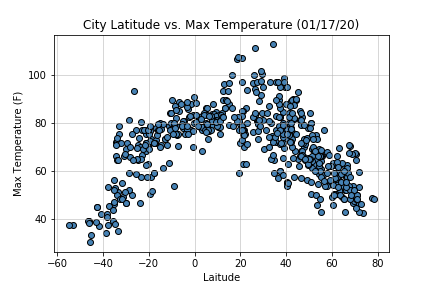 City Latitude vs. Max Temperature (01/17/20)
Max Temperature (F)
100
80
60
40
−60 −40 −20 0 20 40 60 80
Laitude